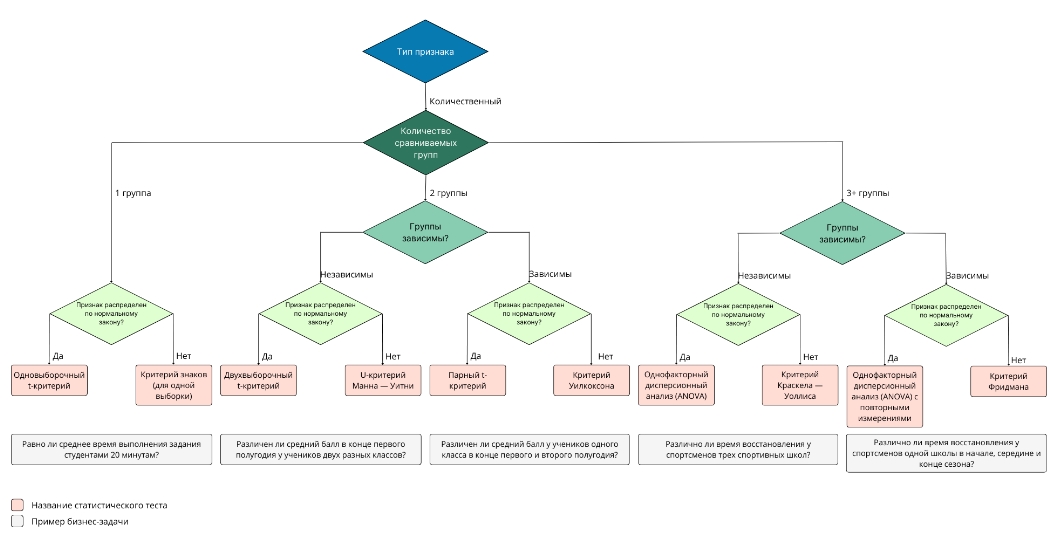 Тип признака
Количественный
Количество
сравниваемых
групп
1 группа
2 группы
3+ группы
Группы
зависимы?
Группы
зависимы?
Независимы
Зависимы
Независимы
Зависимы
Признак распределен
по нормальному
закону?
Признак распределен
по нормальному
закону?
Признак распределен
по нормальному
закону?
Признак распределен
по нормальному
закону?
Признак распределен
по нормальному
закону?
Да
Нет
Да
Нет
Да
Нет
Да
Нет
Да
Нет
Одновыборочный
t-критерий
Критерий знаков
(для одной
выборки)
Двухвыборочный
t-критерий
U-критерий
Манна — Уитни
Парный t-
критерий
Критерий
Уилкоксона
Однофакторный
дисперсионный
анализ (ANOVA)
Критерий
Краскела —
Уоллиса
Однофакторный
дисперсионный
анализ (ANOVA) с
повторными
измерениями
Критерий
Фридмана
Равно ли среднее время выполнения задания
студентами 20 минутам?
Различен ли средний балл в конце первого
полугодия у учеников двух разных классов?
Различен ли средний балл у учеников одного
класса в конце первого и второго полугодия?
Различно ли время восстановления у
спортсменов трех спортивных школ?
Различно ли время восстановления у
спортсменов одной школы в начале, середине и
конце сезона?
Название статистического теста
Пример бизнес-задачи